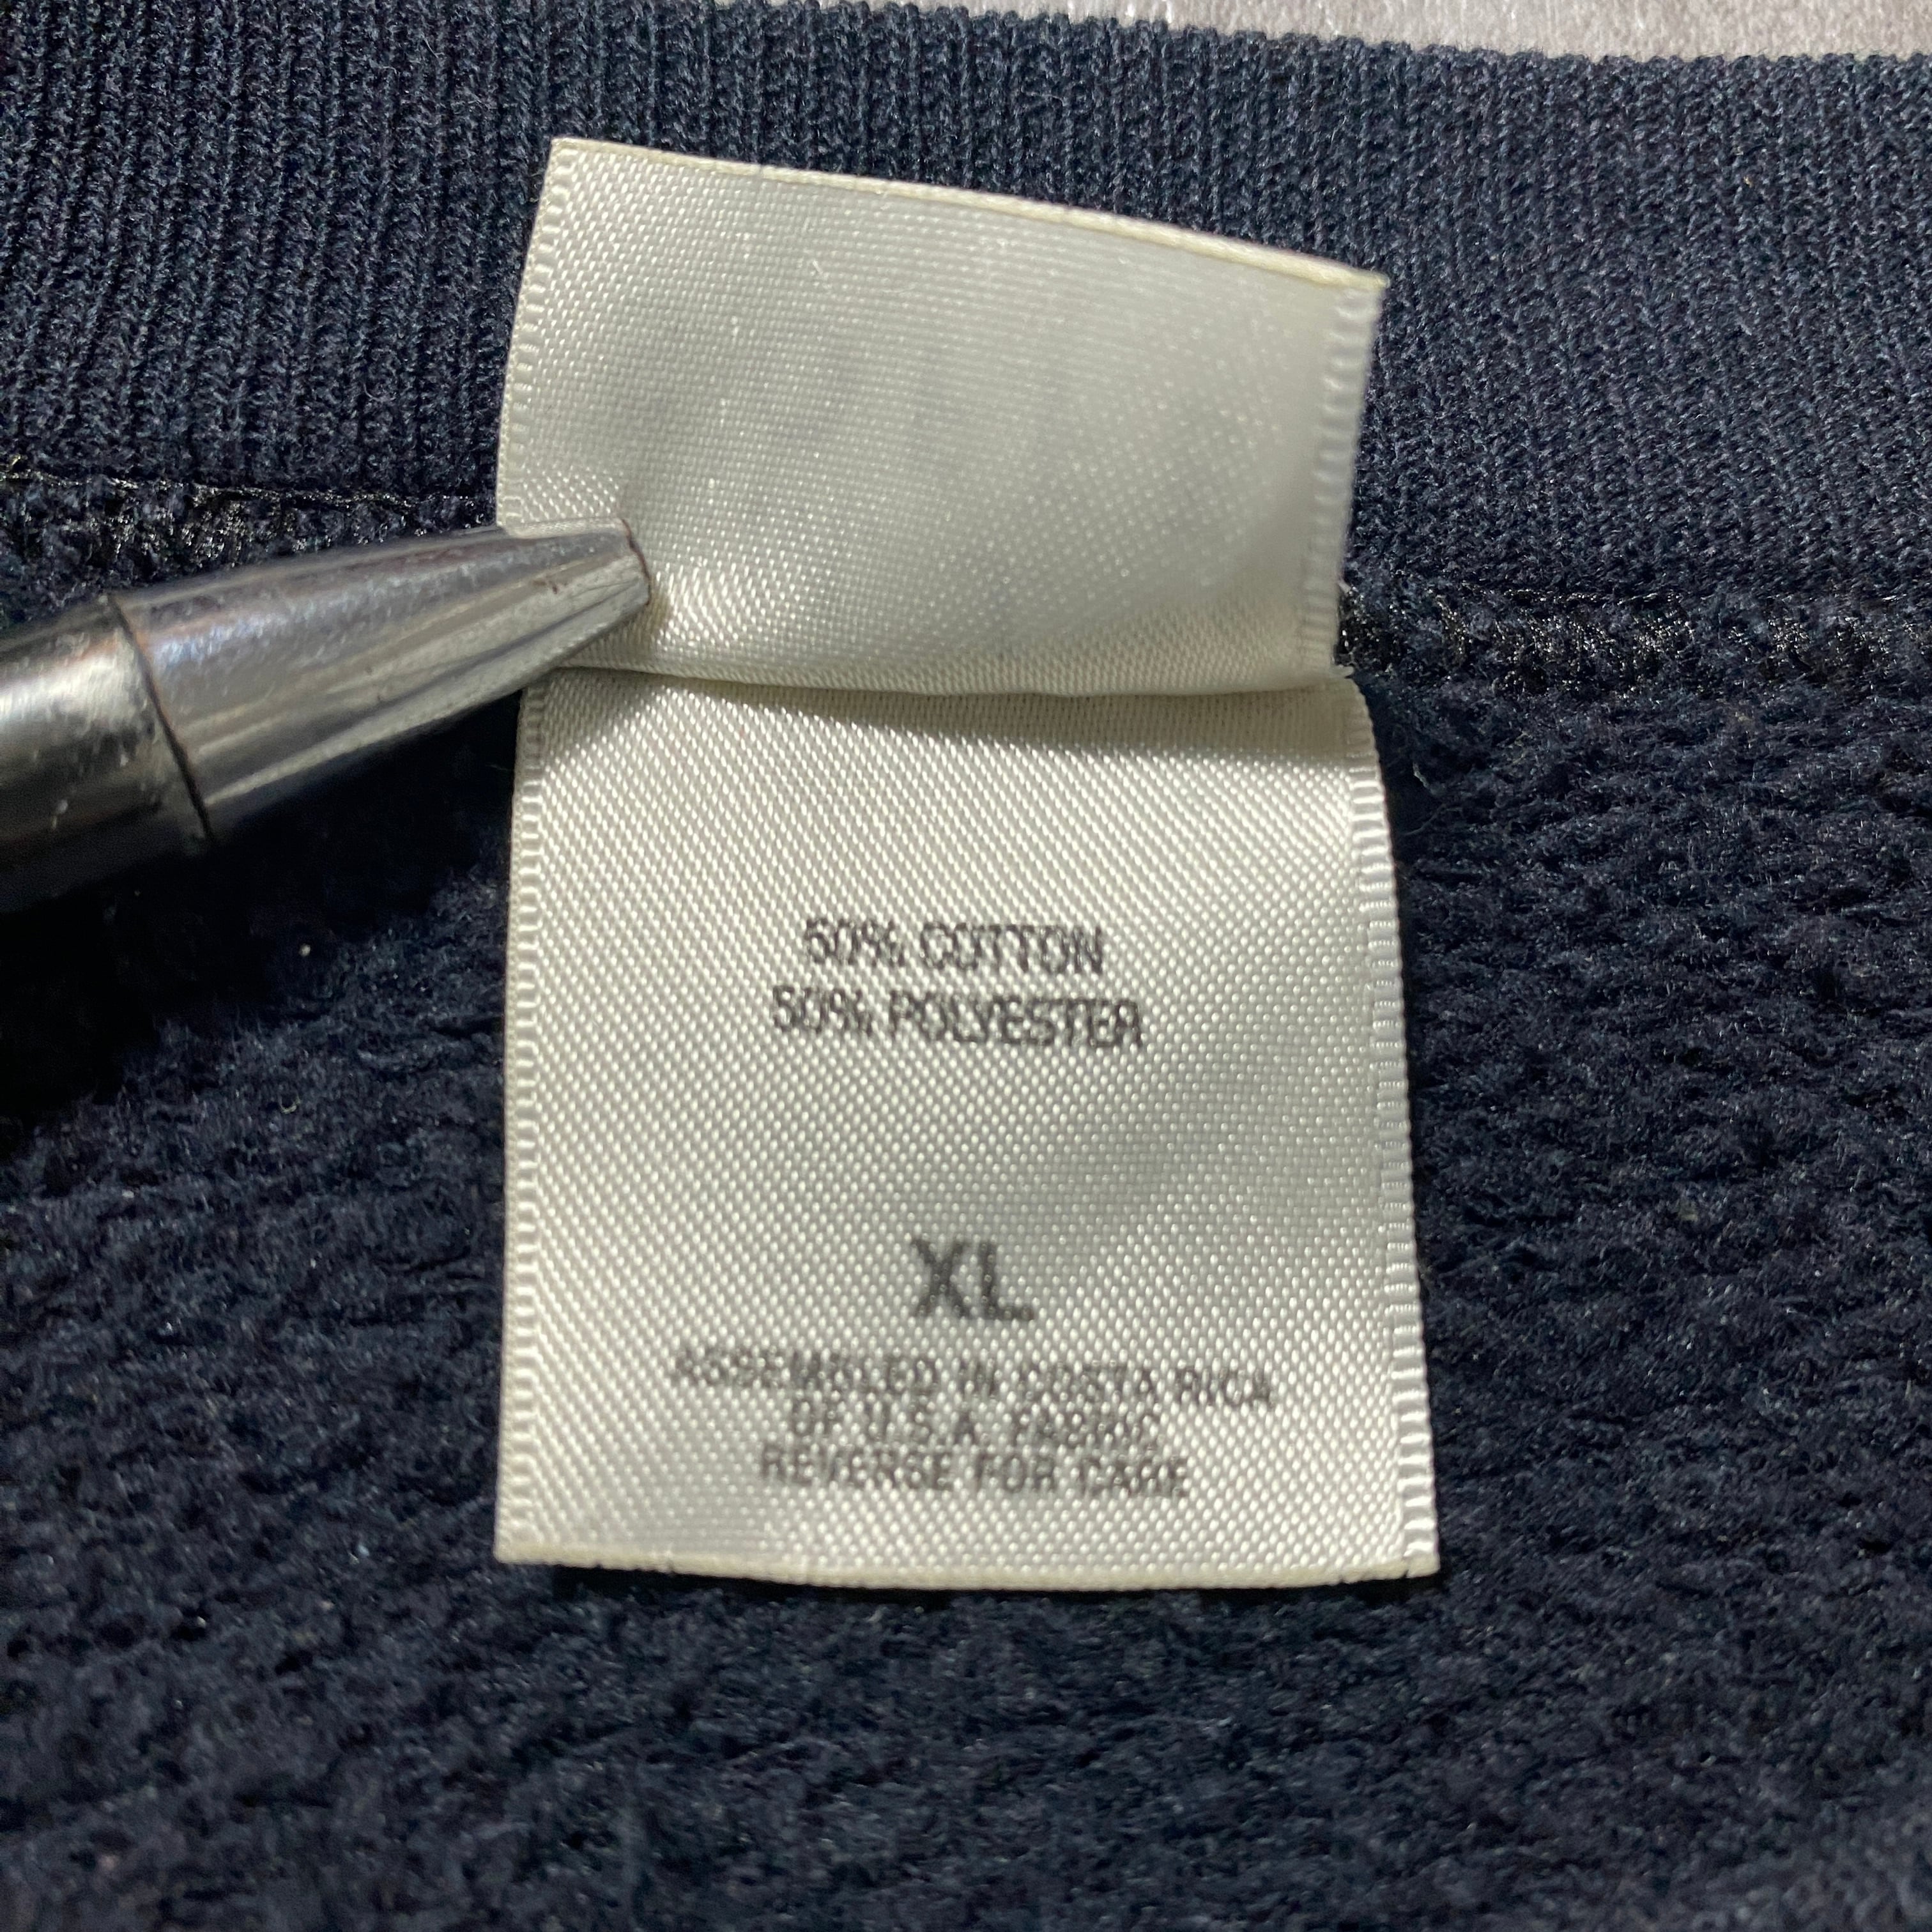 50% COTTON
50% POLYESTER
XL
ASSEMBLED IN COSTA RICA
OF U.S.A. FABRIC
REVERSE FOR CARE